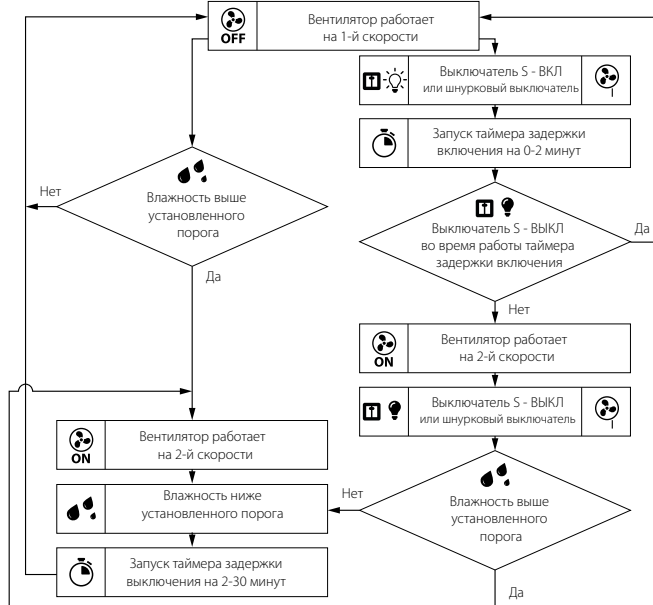 OFF
Вентилятор работает
на 1-й скорости
Выключатель S - ВКЛ
или шнурковый выключатель
Запуск таймера задержки
включения на 0-2 минут
Нет
Влажность выше
установленного
порога
Да
Выключатель S - ВЫКЛ
во время работы таймера
задержки включения
Да
Нет
ON
Вентилятор работает
на 2-й скорости
Выключатель S - ВЫКЛ
или шнурковый выключатель
ON
Вентилятор работает
на 2-й скорости
Влажность ниже
установленного порога
Нет
Влажность выше
установленного
порога
Запуск таймера задержки
выключения на 2-30 минут
Да